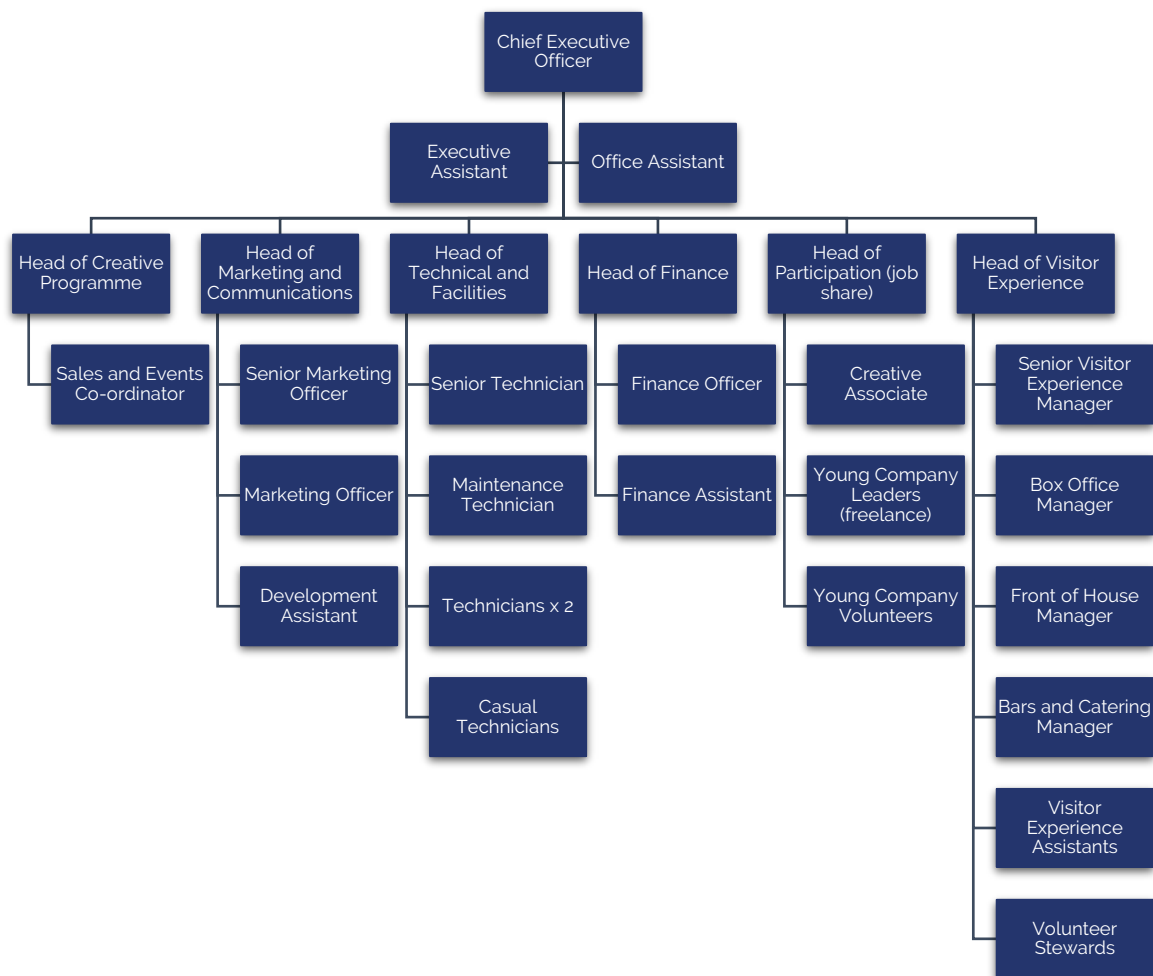 Chief Executive
Officer
Executive
Assistant
Office Assistant
Head of Creative
Programme
Head of
Marketing and
Communications
Head of
Technical and
Facilities
Head of Finance
Head of
Participation (job
share)
Head of Visitor
Experience
Sales and Events
Co-ordinator
Senior Marketing
Officer
Marketing Officer
Development
Assistant
Senior Technician
Maintenance
Technician
Technicians x 2
Casual
Technicians
Finance Officer
Finance Assistant
Creative
Associate
Young Company
Leaders
(freelance)
Young Company
Volunteers
Senior Visitor
Experience
Manager
Box Office
Manager
Front of House
Manager
Bars and Catering
Manager
Visitor
Experience
Assistants
Volunteer
Stewards